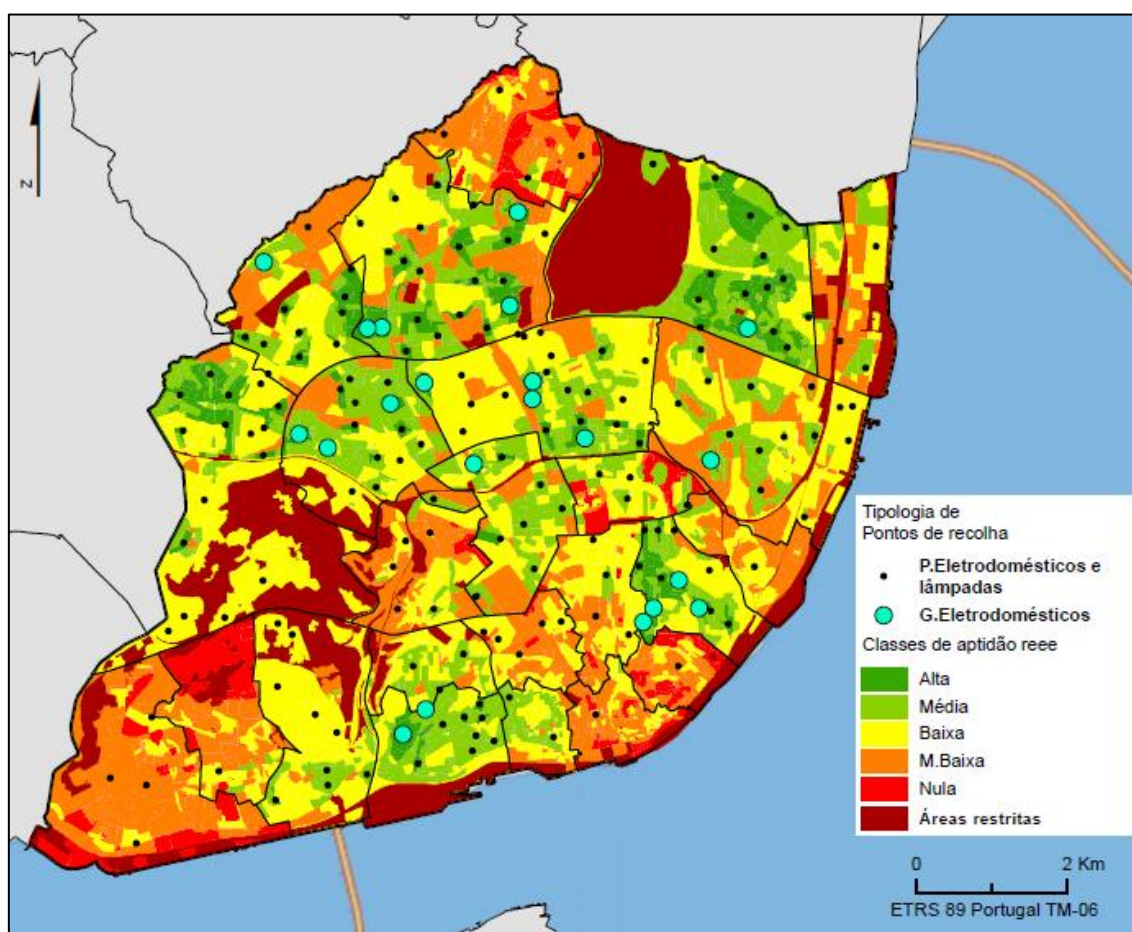 N
Tipologia de
Pontos de recolha
P.Eletrodomésticos e
lâmpadas
G.Eletrodomésticos
Classes de aptidão reee
Alta
Média
Baixa
M.Baixa
Nula
Áreas restritas
0 2 Km
ETRS 89 Portugal TM-06